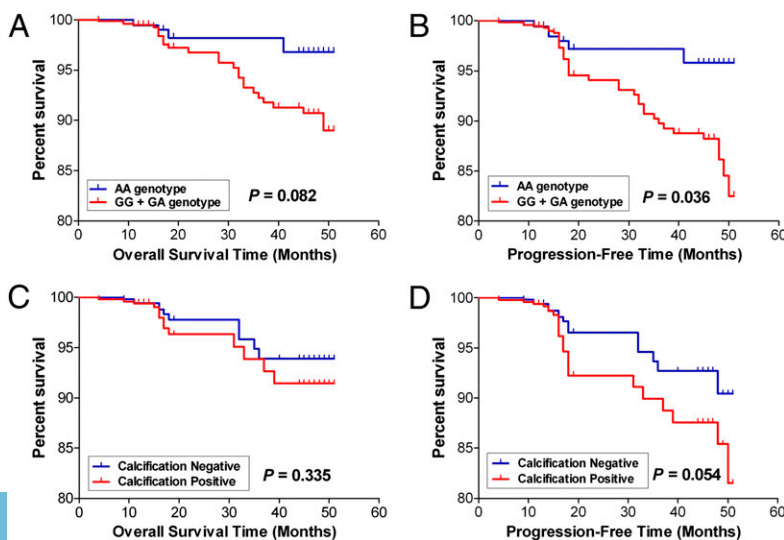 A
Percent survival
100
95
90
85
80
0 10 20 30 40 50 60
AA genotype
GG + GA genotype
P = 0.082
Overall Survival Time (Months)
B
Percent survival
100
95
90
85
80
0 10 20 30 40 50 60
AA genotype
GG + GA genotype
P = 0.036
Progression-Free Time (Months)
C
Percent survival
100
95
90
85
80
0 10 20 30 40 50 60
Calcification Negative
Calcification Positive
P = 0.335
Overall Survival Time (Months)
D
Percent survival
100
95
90
85
80
0 10 20 30 40 50 60
Calcification Negative
Calcification Positive
P = 0.054
Progression-Free Time (Months)